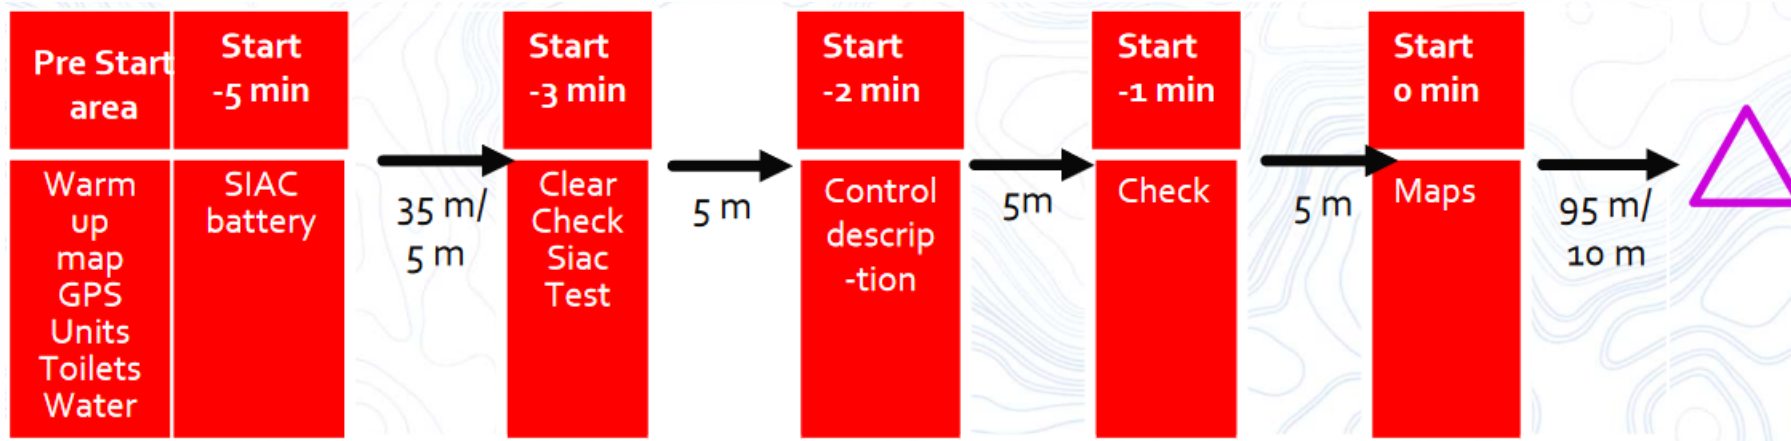 Pre Start
area
Start
-5 min
Start
-3 min
Start
-2 min
Start
-1 min
Start
0 min
Warm
up
map
GPS
Units
Toilets
Water
SIAC
battery
35 m/
5 m
Clear
Check
Siac
Test
5 m
Control
descrip
-tion
5m
Check
5 m
Maps
95 m/
10 m